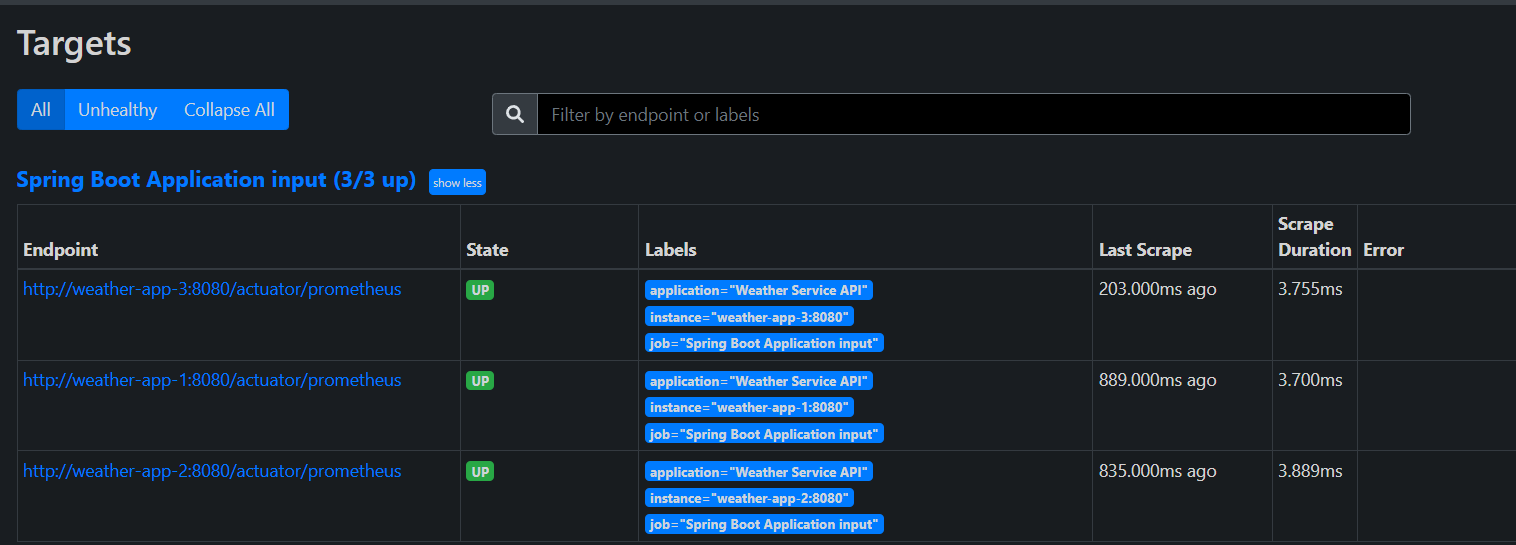 Targets
All Unhealthy Collapse All
Filter by endpoint or labels
Spring Boot Application input (3/3 up) show less
Endpoint State Labels Last Scrape Scrape Duration Error
http://weather-app-3:8080/actuator/prometheus UP application="Weather Service API" 203.000ms ago 3.755ms
instance="weather-app-3:8080"
job="Spring Boot Application input"
http://weather-app-1:8080/actuator/prometheus UP application="Weather Service API" 889.000ms ago 3.700ms
instance="weather-app-1:8080"
job="Spring Boot Application input"
http://weather-app-2:8080/actuator/prometheus UP application="Weather Service API" 835.000ms ago 3.889ms
instance="weather-app-2:8080"
job="Spring Boot Application input"